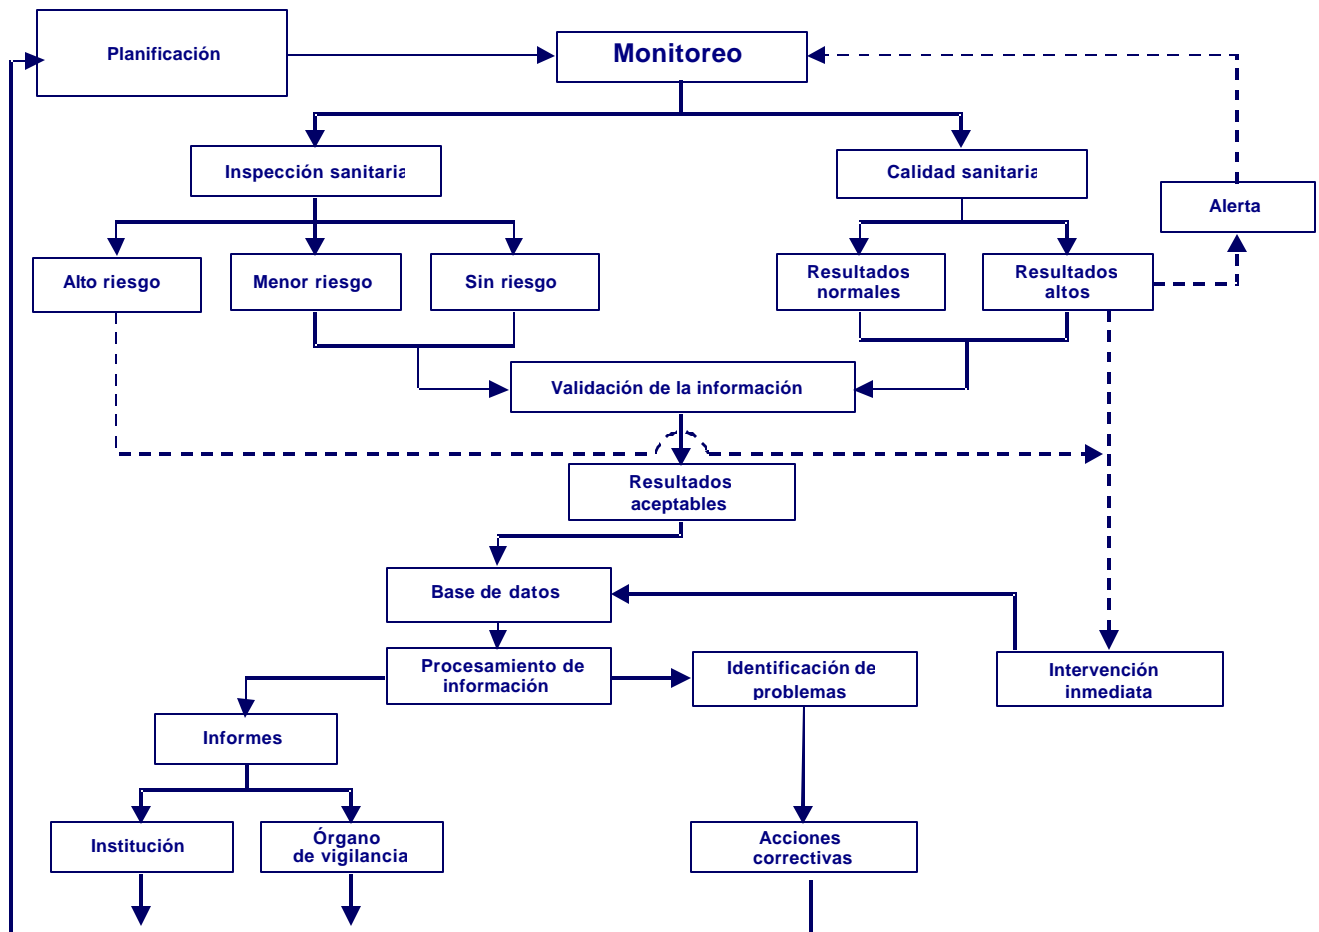 Planificación
Monitoreo
Inspección sanitaria
Calidad sanitaria
Alerta
Alto riesgo
Menor riesgo
Sin riesgo
Resultados
normales
Resultados
altos
Validación de la información
Resultados
aceptables
Base de datos
Procesamiento de
información
Identificación de
problemas
Intervención
inmediata
Informes
Institución
Órgano
de vigilancia
Acciones
correctivas